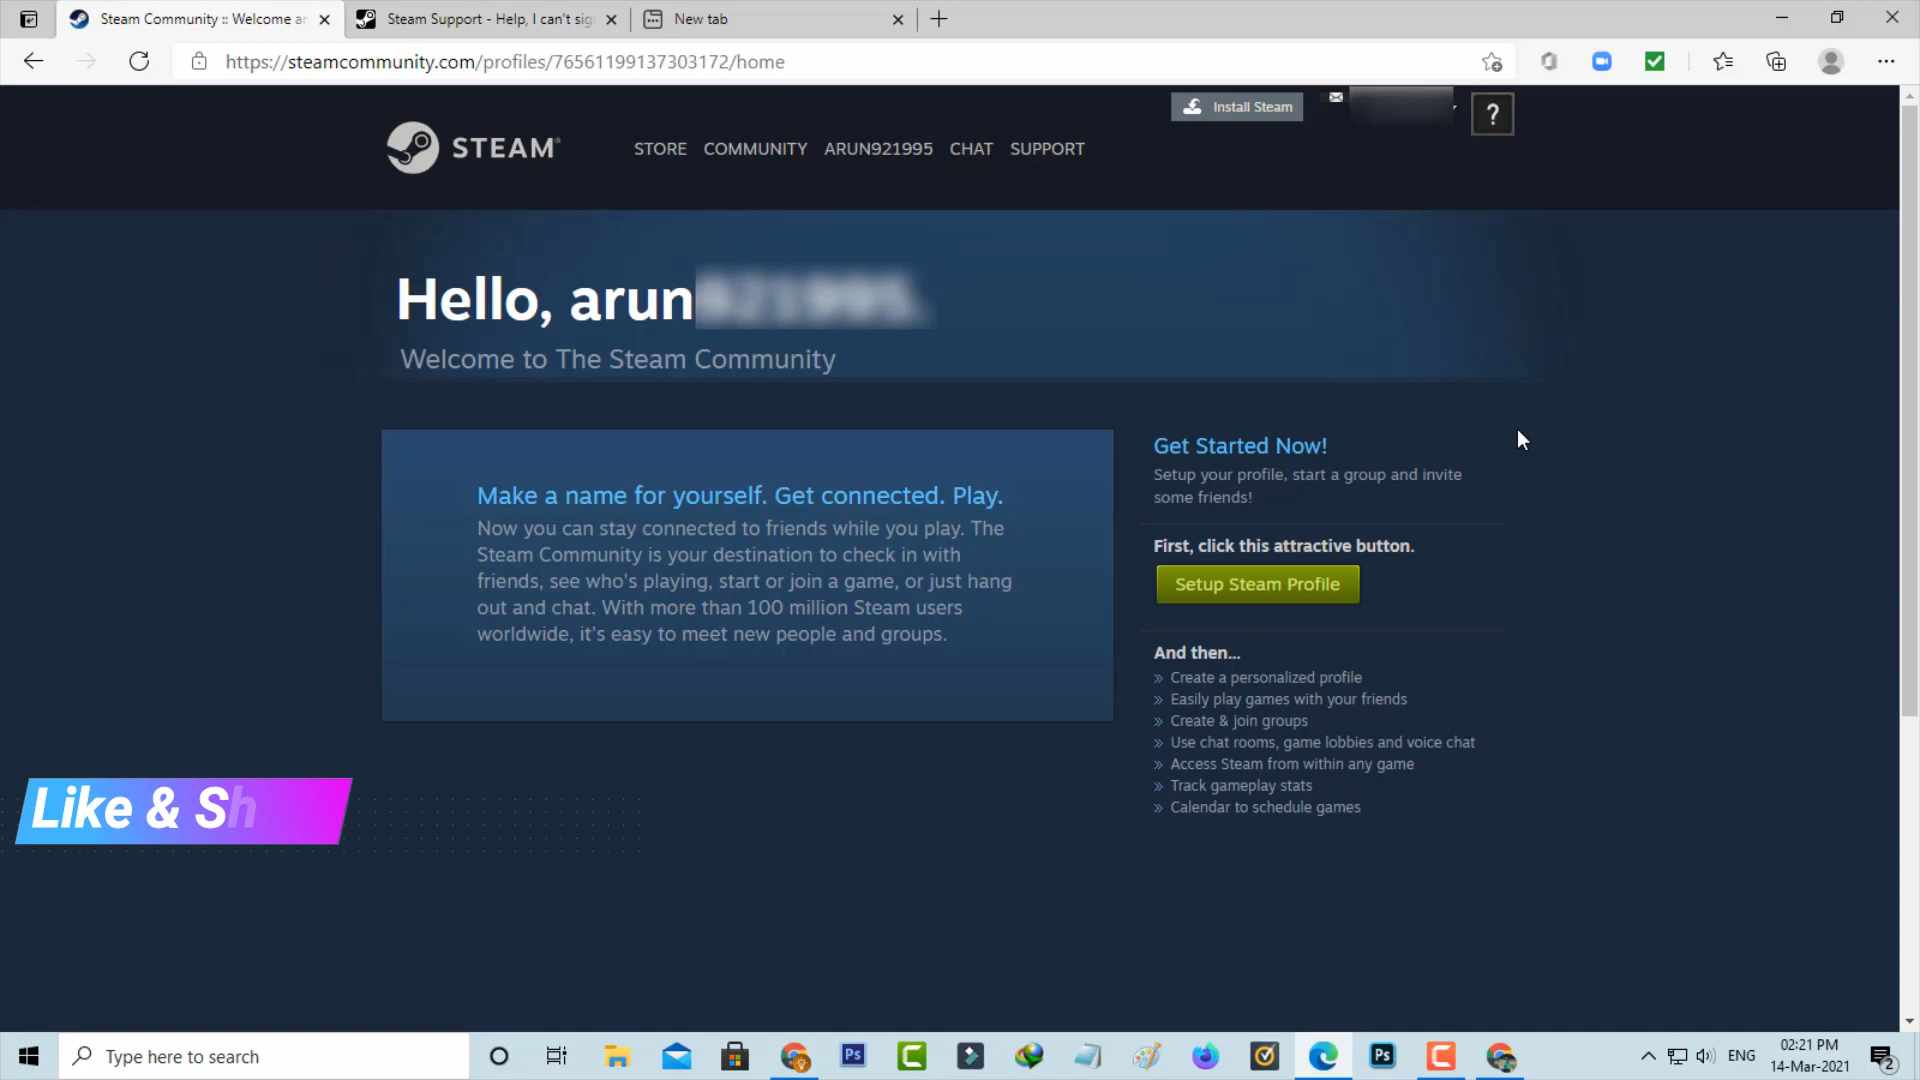 Steam Community :: Welcome ar
Steam Support - Help, I can't sig
New tab
https://steamcommunity.com/profiles/76561199137303172/home
Install Steam
?
STEAM
STORE COMMUNITY ARUN921995 CHAT SUPPORT
Hello, arun
Welcome to The Steam Community
Make a name for yourself. Get connected. Play.
Now you can stay connected to friends while you play. The
Steam Community is your destination to check in with
friends, see who's playing, start or join a game, or just hang
out and chat. With more than 100 million Steam users
worldwide, it's easy to meet new people and groups.
Get Started Now!
Setup your profile, start a group and invite
some friends!
First, click this attractive button.
Setup Steam Profile
And then...
» Create a personalized profile
» Easily play games with your friends
» Create & join groups
» Use chat rooms, game lobbies and voice chat
» Access Steam from within any game
» Track gameplay stats
» Calendar to schedule games
Like & Sh
Type here to search
Ps
Ps
ENG
02:21 PM
14-Mar-2021
2